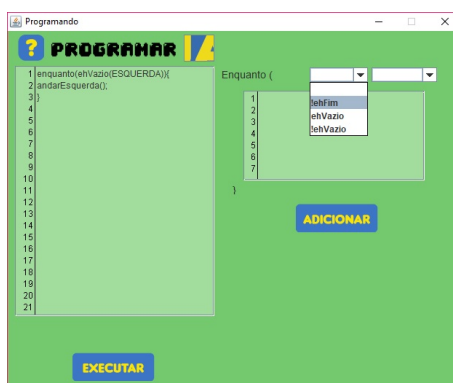 Programando
? PROGRAMAR
1 enquanto(ehVazio(ESQUERDA)){
2 andarEsquerda();
3 }
4
5
6
7
8
9
10
11
12
13
14
15
16
17
18
19
20
21
EXECUTAR
Enquanto (
!ehFim
ehVazio
!ehVazio
1
2
3
4
5
6
7
}
ADICIONAR